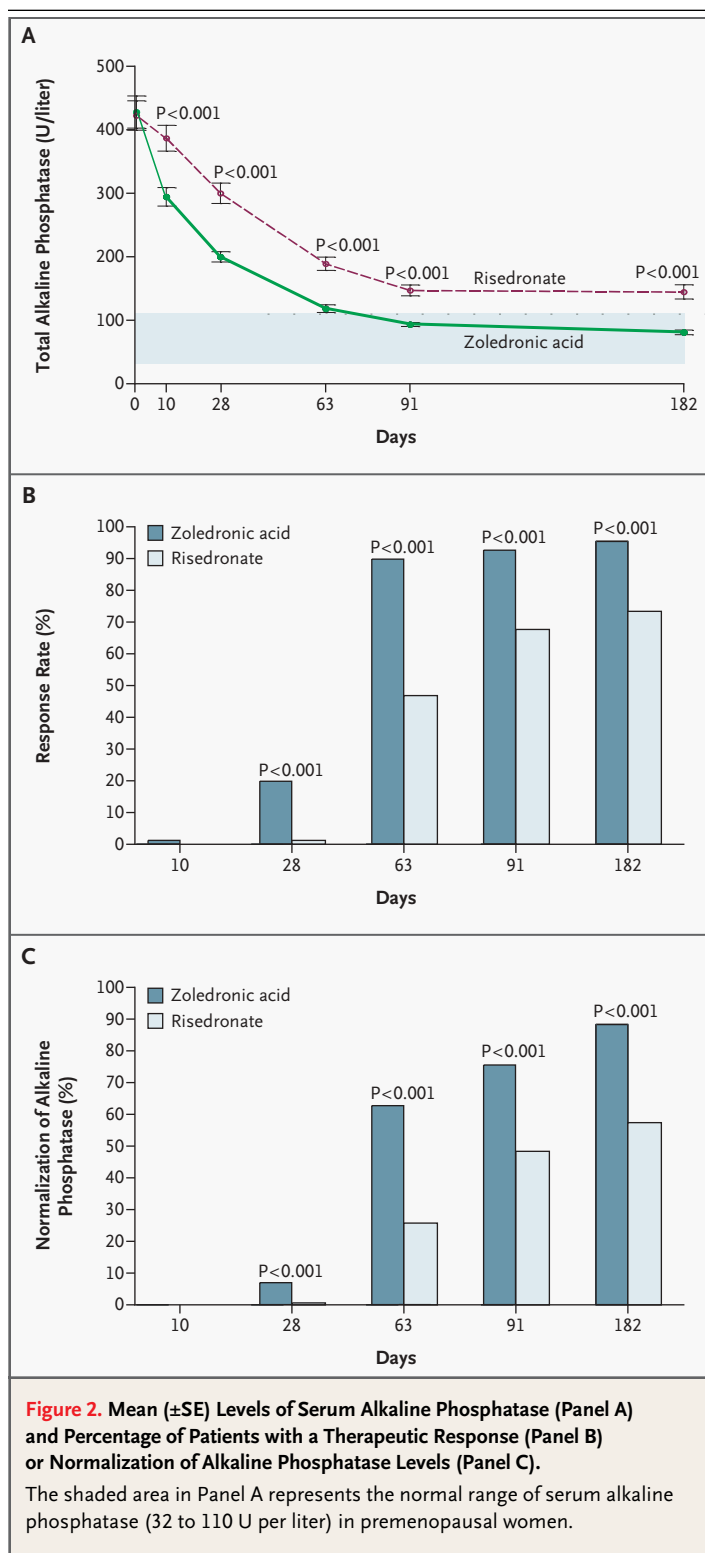 A
500
400
300
200
100
0
Total Alkaline Phosphatase (U/liter)
P<0.001
P<0.001
P<0.001
P<0.001
P<0.001
Risedronate
Zoledronic acid
0 10 28 63 91 182
Days
B
100
90
80
70
60
50
40
30
20
10
0
Response Rate (%)
Zoledronic acid
Risedronate
P<0.001
P<0.001
P<0.001
P<0.001
10 28 63 91 182
Days
C
100
90
80
70
60
50
40
30
20
10
0
Normalization of Alkaline
Phosphatase (%)
Zoledronic acid
Risedronate
P<0.001
P<0.001
P<0.001
P<0.001
10 28 63 91 182
Days
Figure 2. Mean (±SE) Levels of Serum Alkaline Phosphatase (Panel A)
and Percentage of Patients with a Therapeutic Response (Panel B)
or Normalization of Alkaline Phosphatase Levels (Panel C).
The shaded area in Panel A represents the normal range of serum alkaline
phosphatase (32 to 110 U per liter) in premenopausal women.